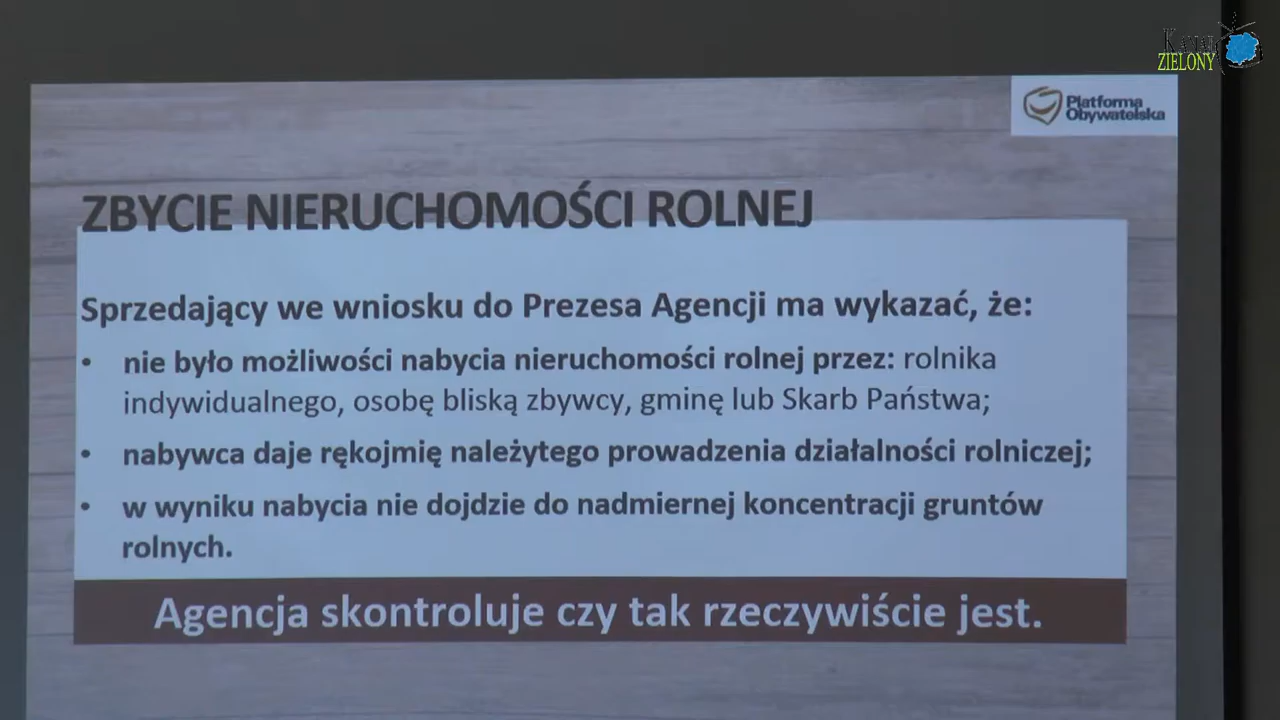 KANAŁ
ZIELONY
Platforma
Obywatelska
ZBYCIE NIERUCHOMOŚCI ROLNEJ
Sprzedający we wniosku do Prezesa Agencji ma wykazać, że:
• nie było możliwości nabycia nieruchomości rolnej przez: rolnika
indywidualnego, osobę bliską zbywcy, gminę lub Skarb Państwa;
• nabywca daje rękojmię należytego prowadzenia działalności rolniczej;
• w wyniku nabycia nie dojdzie do nadmiernej koncentracji gruntów
rolnych.
Agencja skontroluje czy tak rzeczywiście jest.